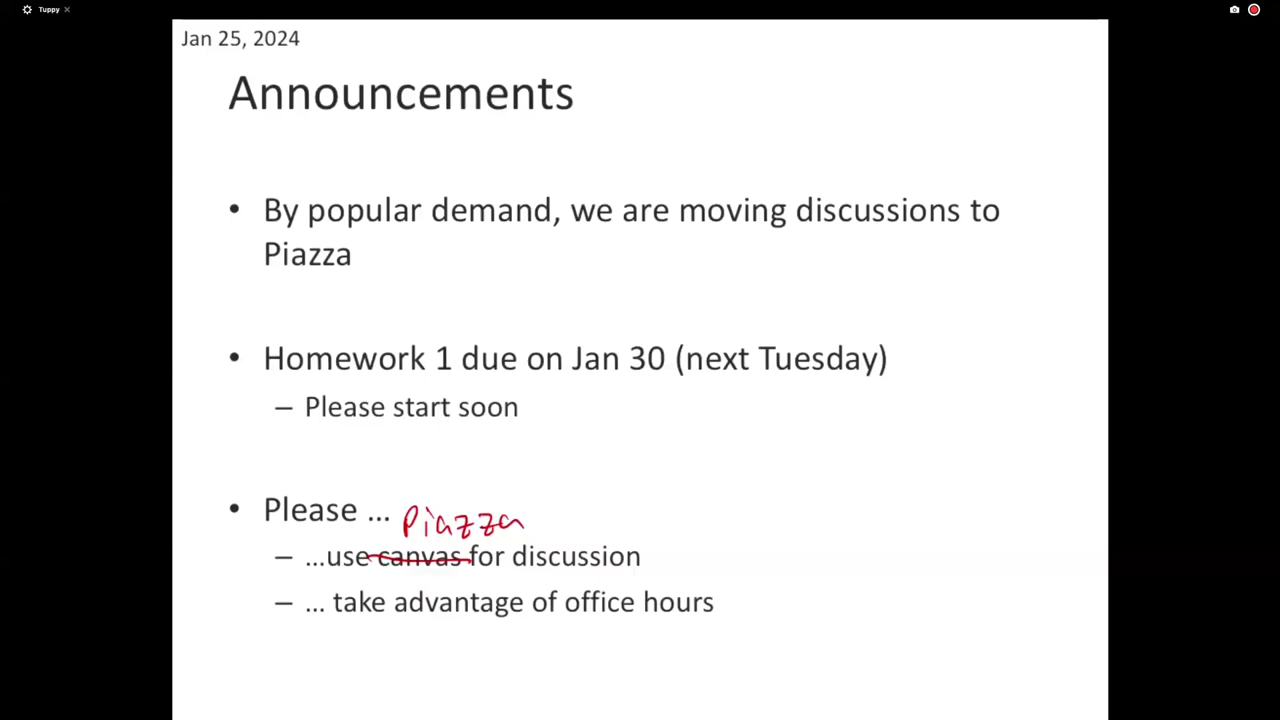 Tuppy
Jan 25, 2024
Announcements
• By popular demand, we are moving discussions to
Piazza
• Homework 1 due on Jan 30 (next Tuesday)
– Please start soon
• Please ...
Piazza
– ...use canvas for discussion
– ... take advantage of office hours